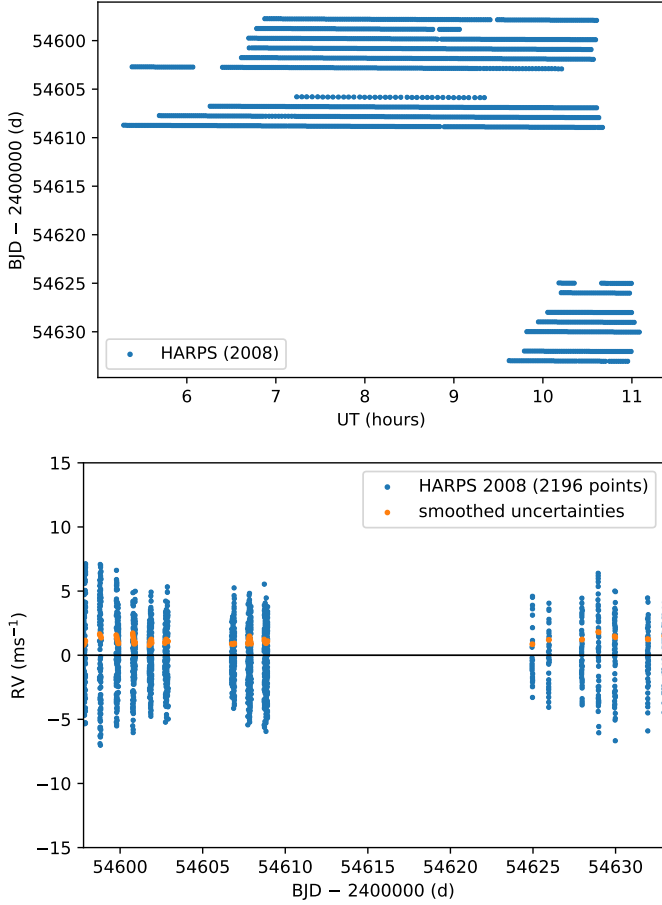 54600
54605
54610
54615
54620
54625
54630
BJD − 2400000 (d)
HARPS (2008)
6 7 8 9 10 11
UT (hours)
15
10
5
0
−5
−10
−15
RV (ms⁻¹)
HARPS 2008 (2196 points)
smoothed uncertainties
54600 54605 54610 54615 54620 54625 54630
BJD − 2400000 (d)